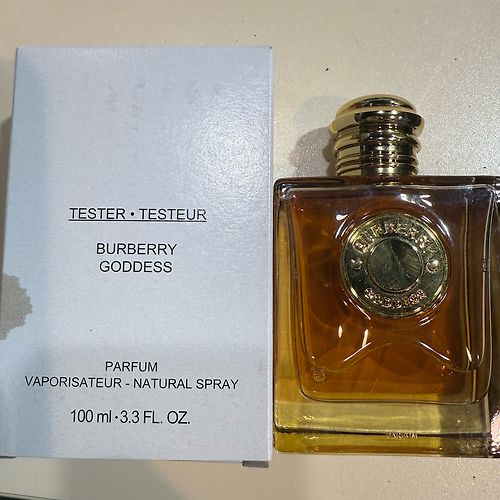 TESTER • TESTEUR
BURBERRY
GODDESS
PARFUM
VAPORISATEUR - NATURAL SPRAY
100 ml • 3.3 FL. OZ.
BURBERRY
GODDESS